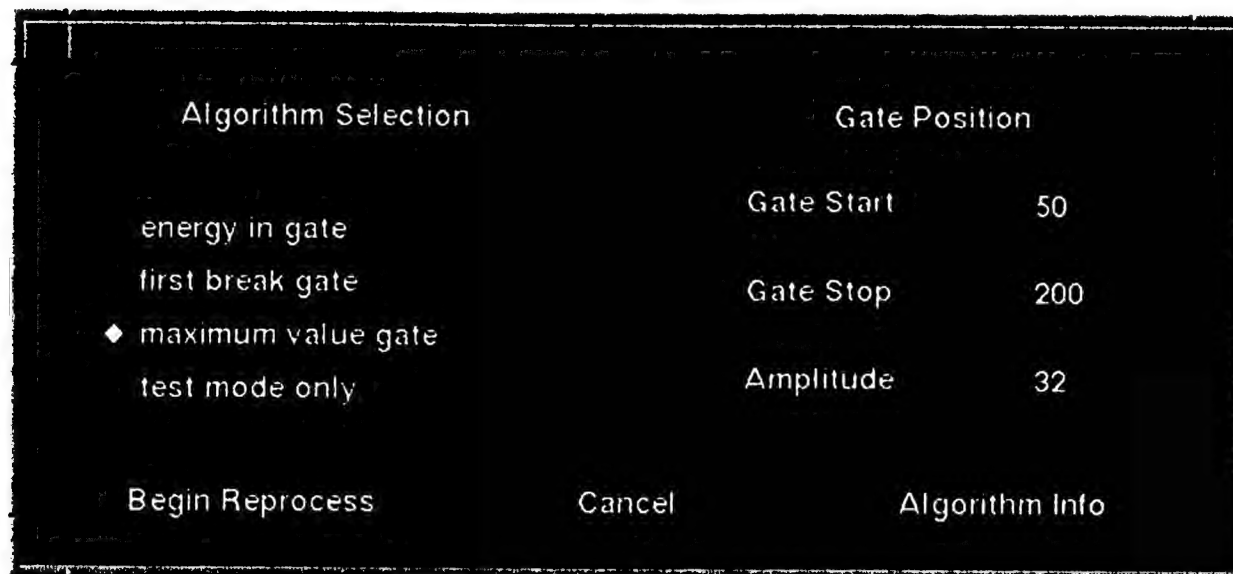 Algorithm Selection
energy in gate
first break gate
◆ maximum value gate
test mode only
Gate Position
Gate Start 50
Gate Stop 200
Amplitude 32
Begin Reprocess Cancel Algorithm Info